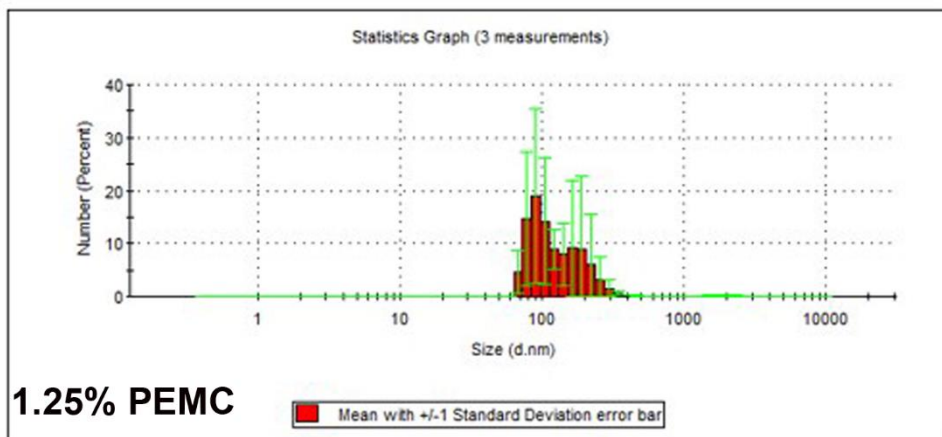 Statistics Graph (3 measurements)
40
30
20
10
0
Number (Percent)
1 10 100 1000 10000
Size (d.nm)
1.25% PEMC
Mean with +/-1 Standard Deviation error bar